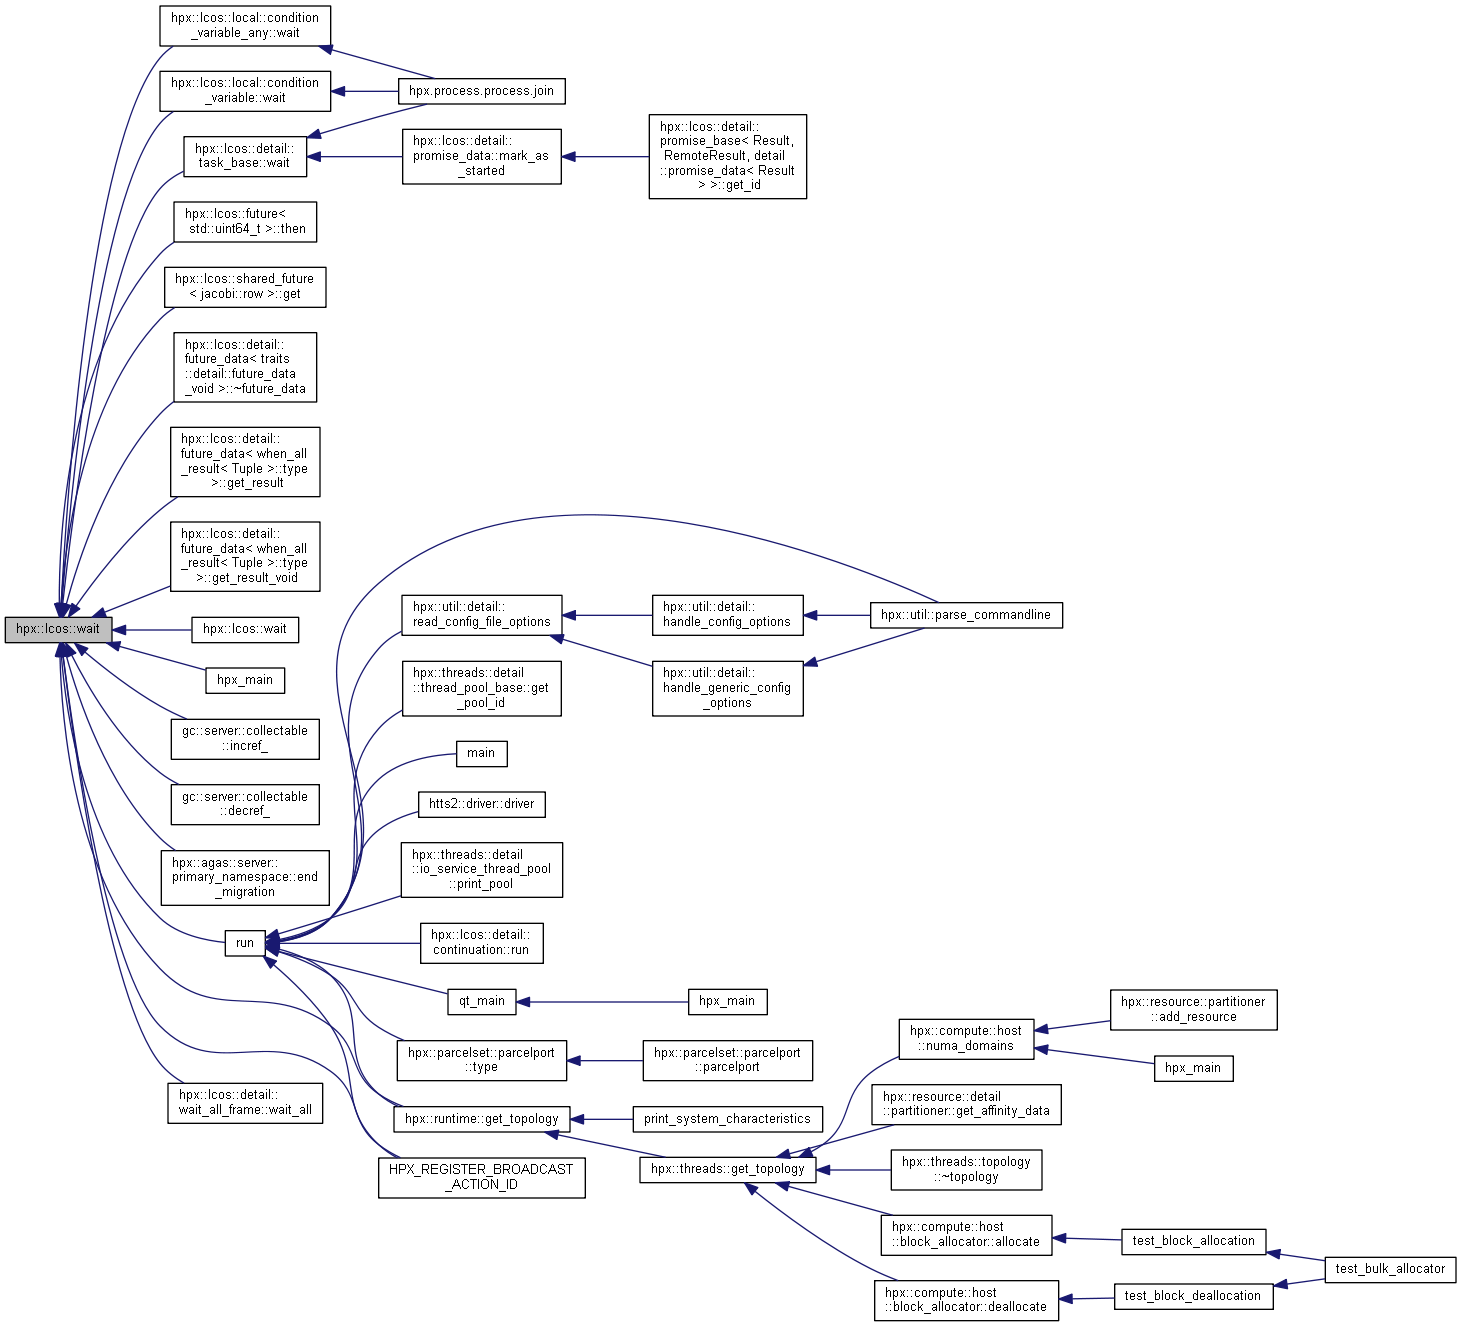 hpx::lcos::local::condition
_variable_any::wait
hpx::lcos::local::condition
_variable::wait
hpx.process.process.join
hpx::lcos::detail::
task_base::wait
hpx::lcos::detail::
promise_data::mark_as
_started
hpx::lcos::detail::
promise_base< Result,
RemoteResult, detail
::promise_data< Result
> >::get_id
hpx::lcos::future<
std::uint64_t >::then
hpx::lcos::shared_future
< jacobi::row >::get
hpx::lcos::detail::
future_data< traits
::detail::future_data
_void >::~future_data
hpx::lcos::detail::
future_data< when_all
_result< Tuple >::type
>::get_result
hpx::lcos::detail::
future_data< when_all
_result< Tuple >::type
>::get_result_void
hpx::lcos::wait
hpx::lcos::wait
hpx_main
gc::server::collectable
::incref_
gc::server::collectable
::decref_
hpx::agas::server::
primary_namespace::end
_migration
run
hpx::lcos::detail::
wait_all_frame::wait_all
hpx::util::detail::
read_config_file_options
hpx::util::detail::
handle_config_options
hpx::util::parse_commandline
hpx::threads::detail
::thread_pool_base::get
_pool_id
hpx::util::detail::
handle_generic_config
_options
main
htts2::driver::driver
hpx::threads::detail
::io_service_thread_pool
::print_pool
hpx::lcos::detail::
continuation::run
qt_main
hpx_main
hpx::parcelset::parcelport
::type
hpx::parcelset::parcelport
::parcelport
hpx::runtime::get_topology
print_system_characteristics
HPX_REGISTER_BROADCAST
_ACTION_ID
hpx::threads::get_topology
hpx::compute::host
::numa_domains
hpx::resource::partitioner
::add_resource
hpx_main
hpx::resource::detail
::partitioner::get_affinity_data
hpx::threads::topology
::~topology
hpx::compute::host
::block_allocator::allocate
test_block_allocation
test_bulk_allocator
hpx::compute::host
::block_allocator::deallocate
test_block_deallocation